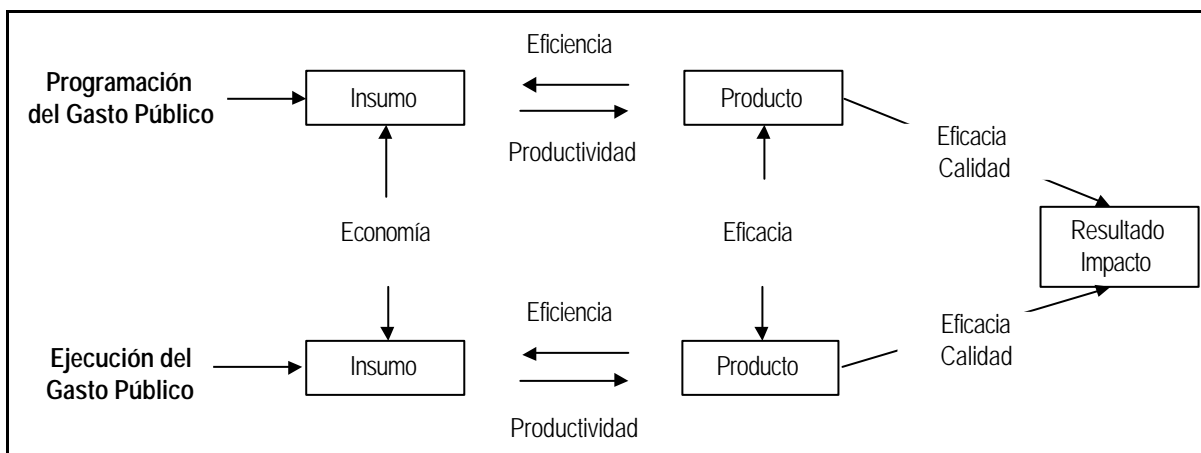 Eficiencia
Programación
del Gasto Público
Insumo
Producto
Productividad
Eficacia
Calidad
Economía
Eficacia
Resultado
Impacto
Eficiencia
Eficacia
Calidad
Ejecución del
Gasto Público
Insumo
Producto
Productividad